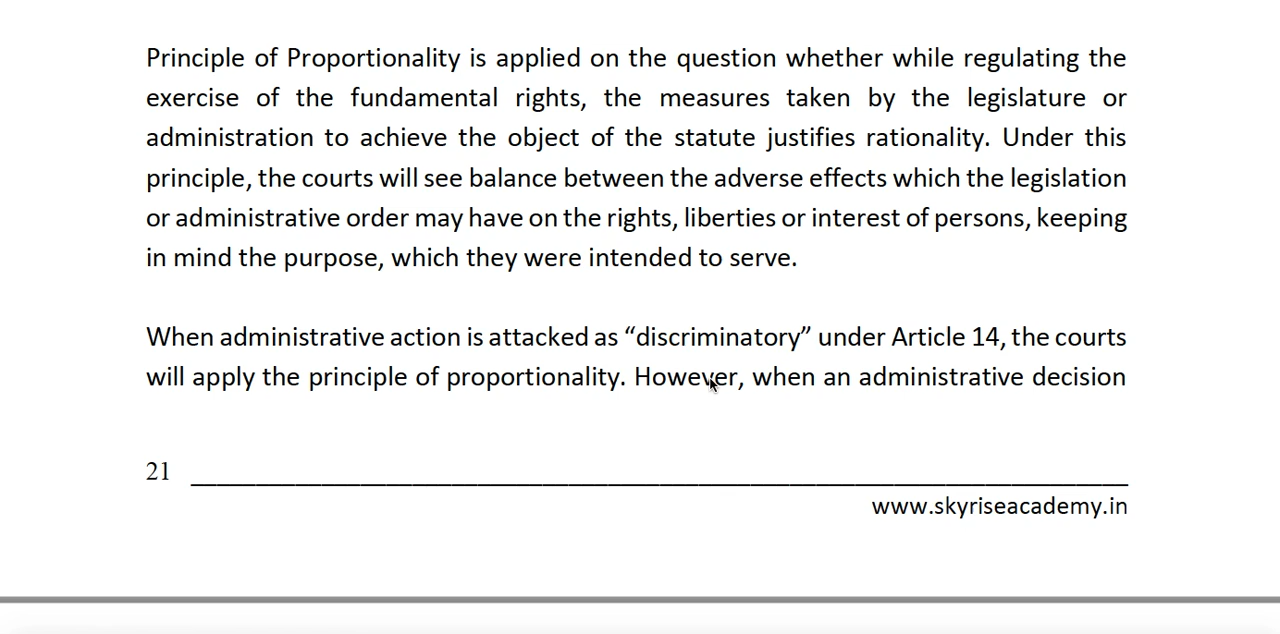 Principle of Proportionality is applied on the question whether while regulating the
exercise of the fundamental rights, the measures taken by the legislature or
administration to achieve the object of the statute justifies rationality. Under this
principle, the courts will see balance between the adverse effects which the legislation
or administrative order may have on the rights, liberties or interest of persons, keeping
in mind the purpose, which they were intended to serve.
When administrative action is attacked as “discriminatory” under Article 14, the courts
will apply the principle of proportionality. However, when an administrative decision
21
www.skyriseacademy.in